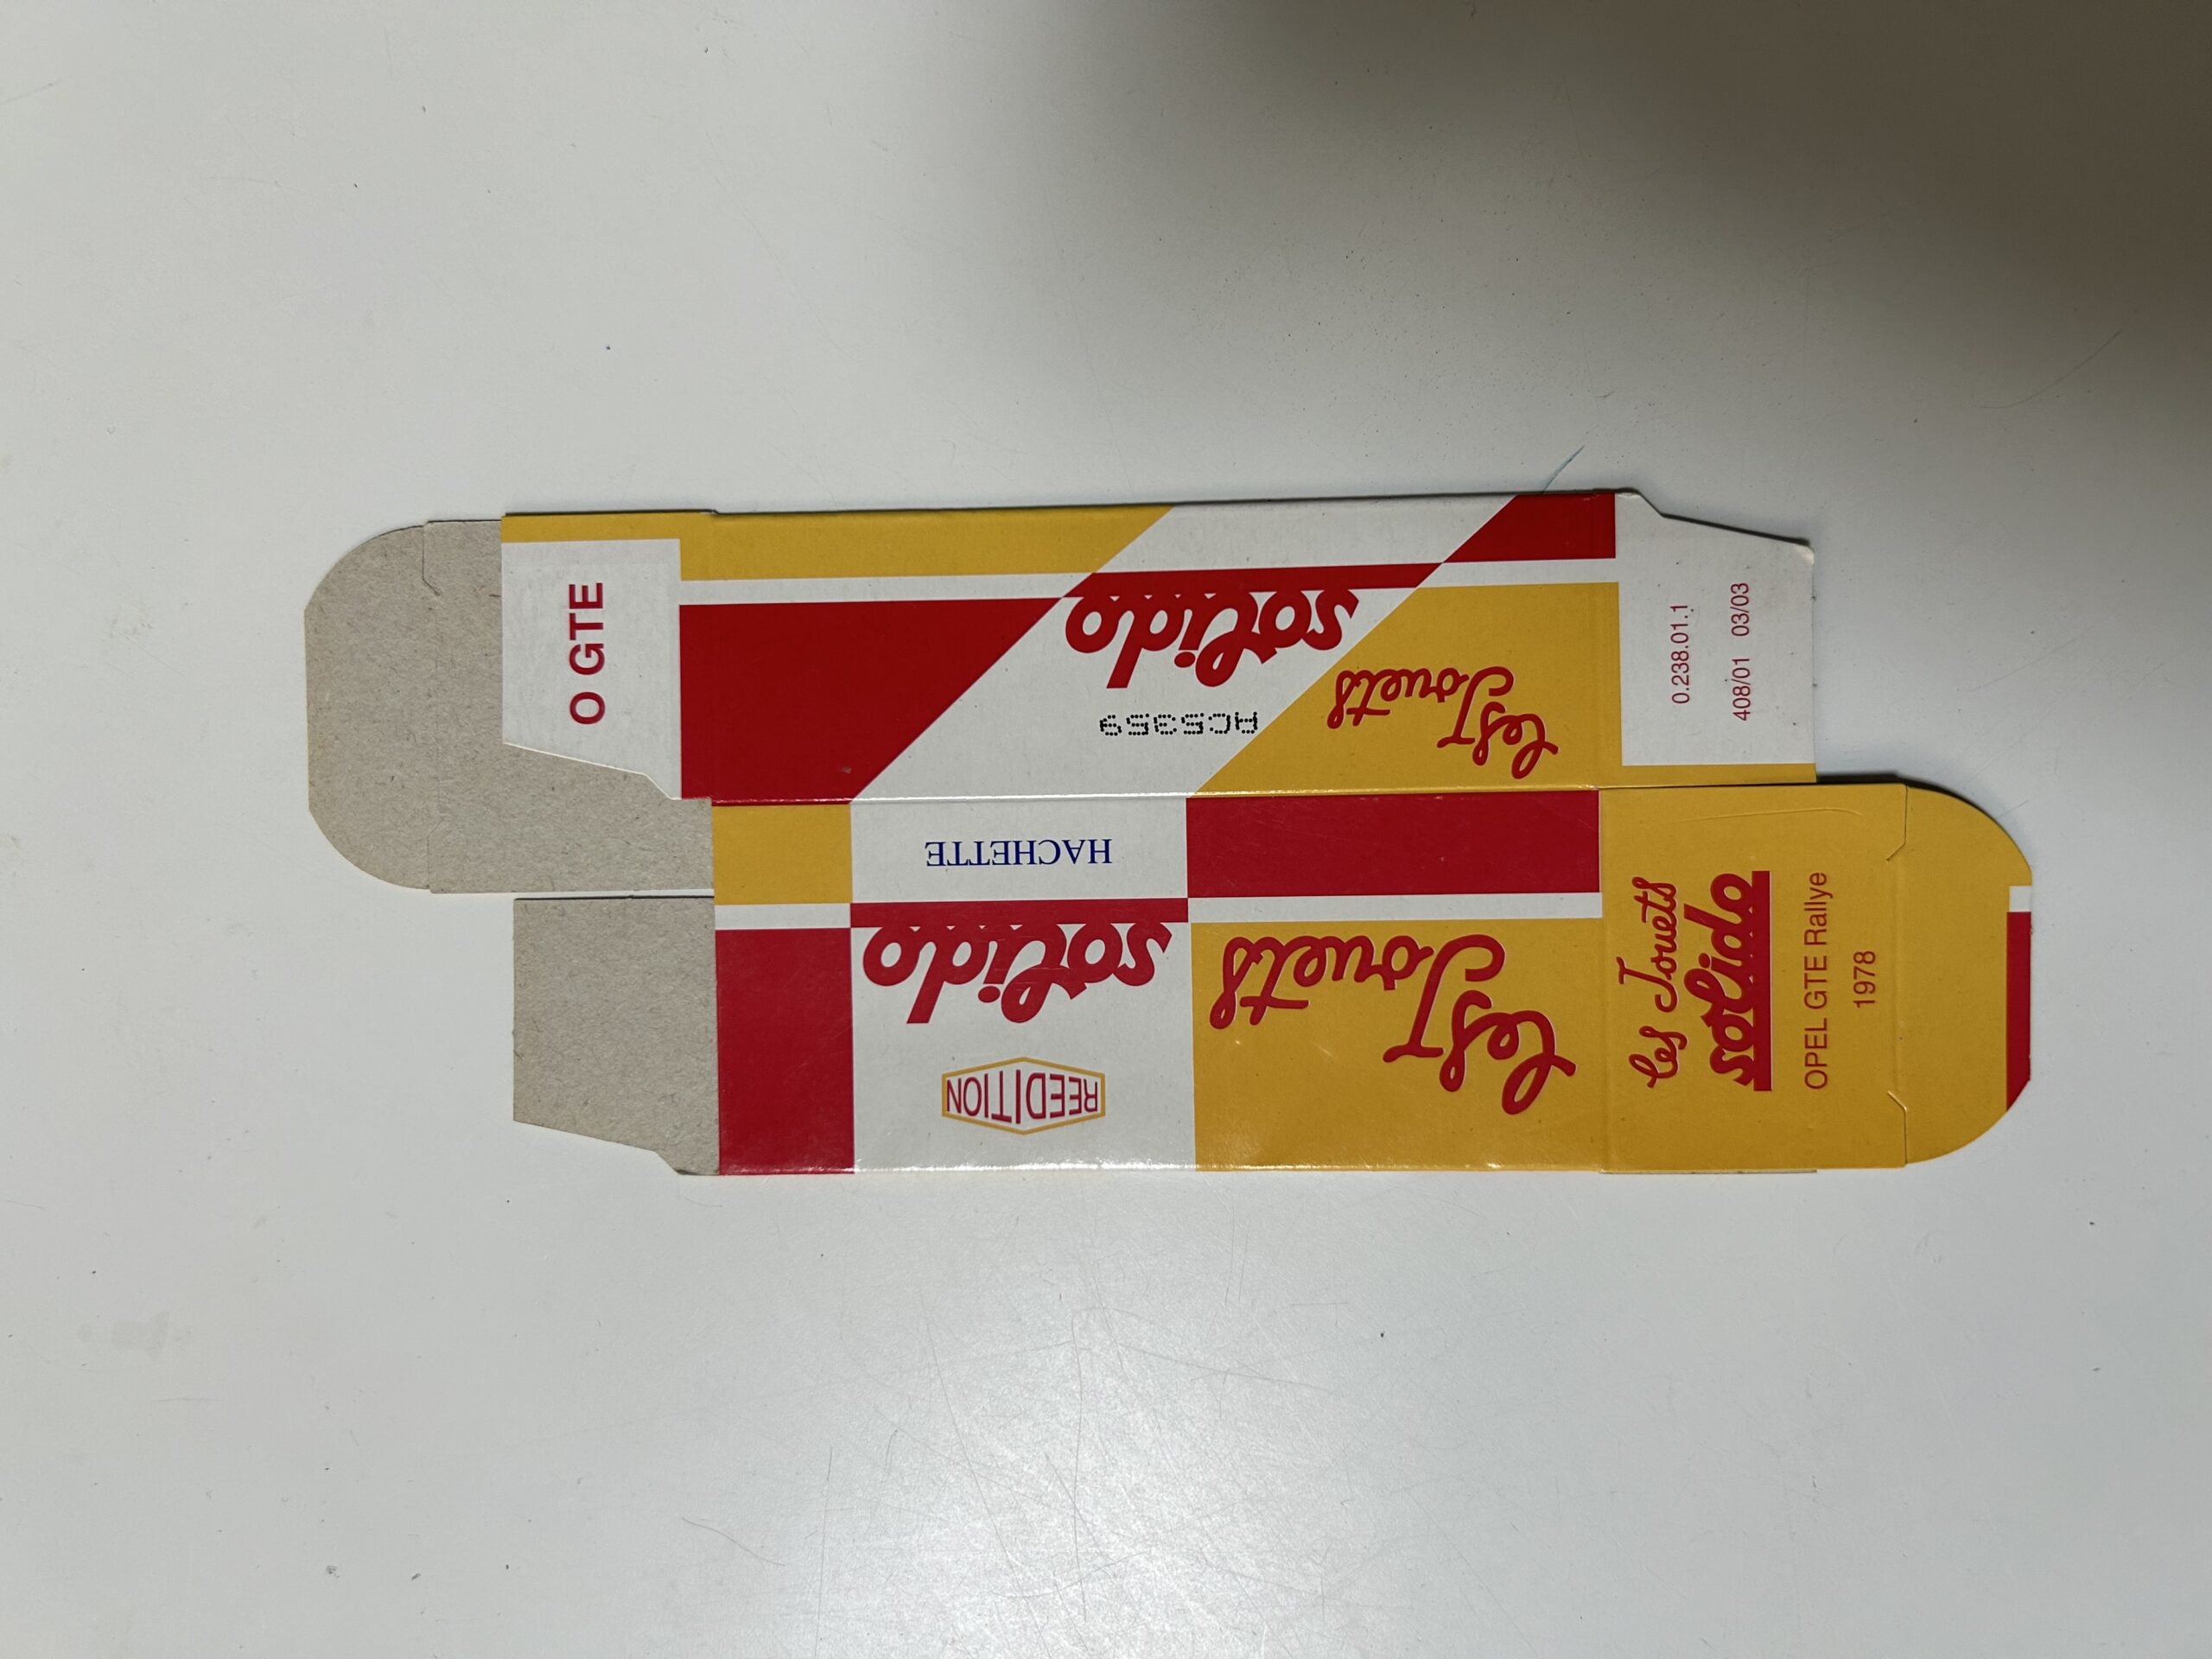 O GTE
Les Jouets
solido
AC5359
0.238.01.1
408/01 03/03
HACHETTE
Les Jouets
solido
REEDITION
Les Jouets
solido
OPEL GTE Rallye
1978